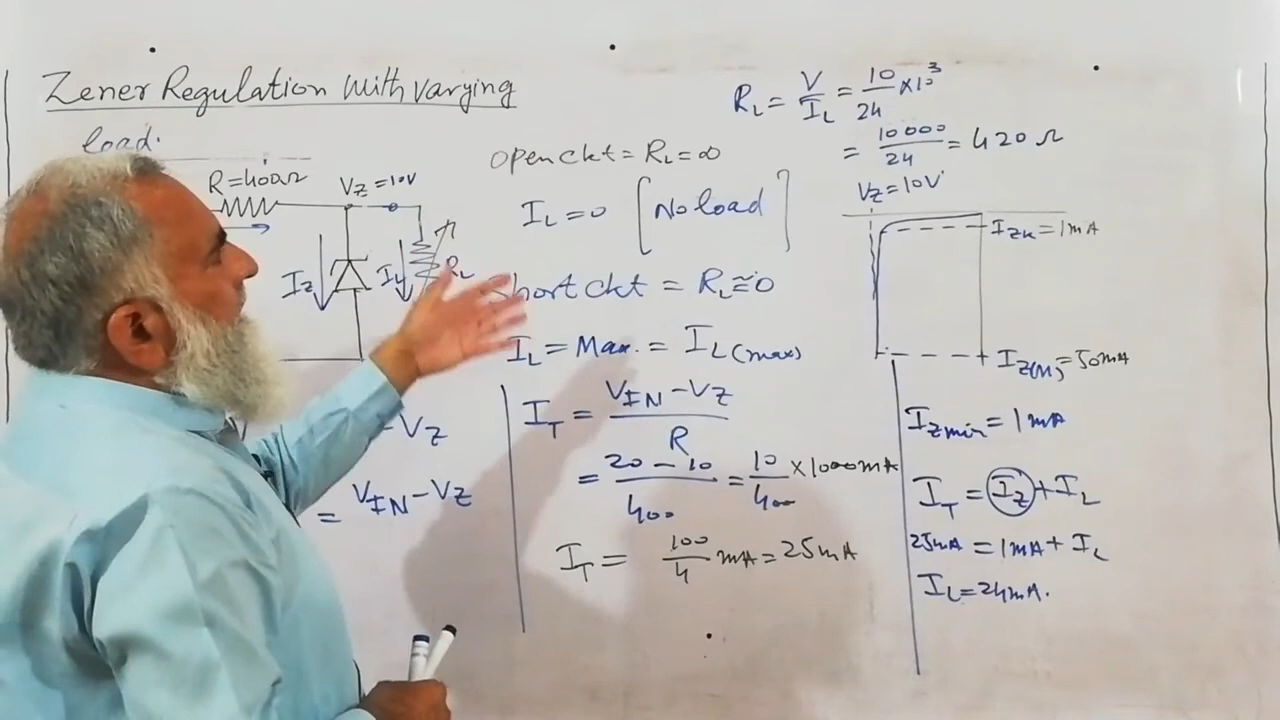 Zener Regulation With varying
load.
R=400Ω
VZ=10V
IZ
IL
RL
-VZ
= VIN-VZ
open ckt = RL=∞
IL=0 [No load]
Short ckt = RL≅0
IL = Max. = IL(max)
IT = VIN-VZ / R
= 20-10 / 400 = 10/400 ×1000mA
IT = 100/4 mA = 25mA
RL = V/IL = 10/24 ×10³
= 10000/24 = 420Ω
VZ=10V
IZK=1mA
IZ(M)=50mA
IZmin = 1mA
IT = IZ + IL
25mA = 1mA + IL
IL=24mA.